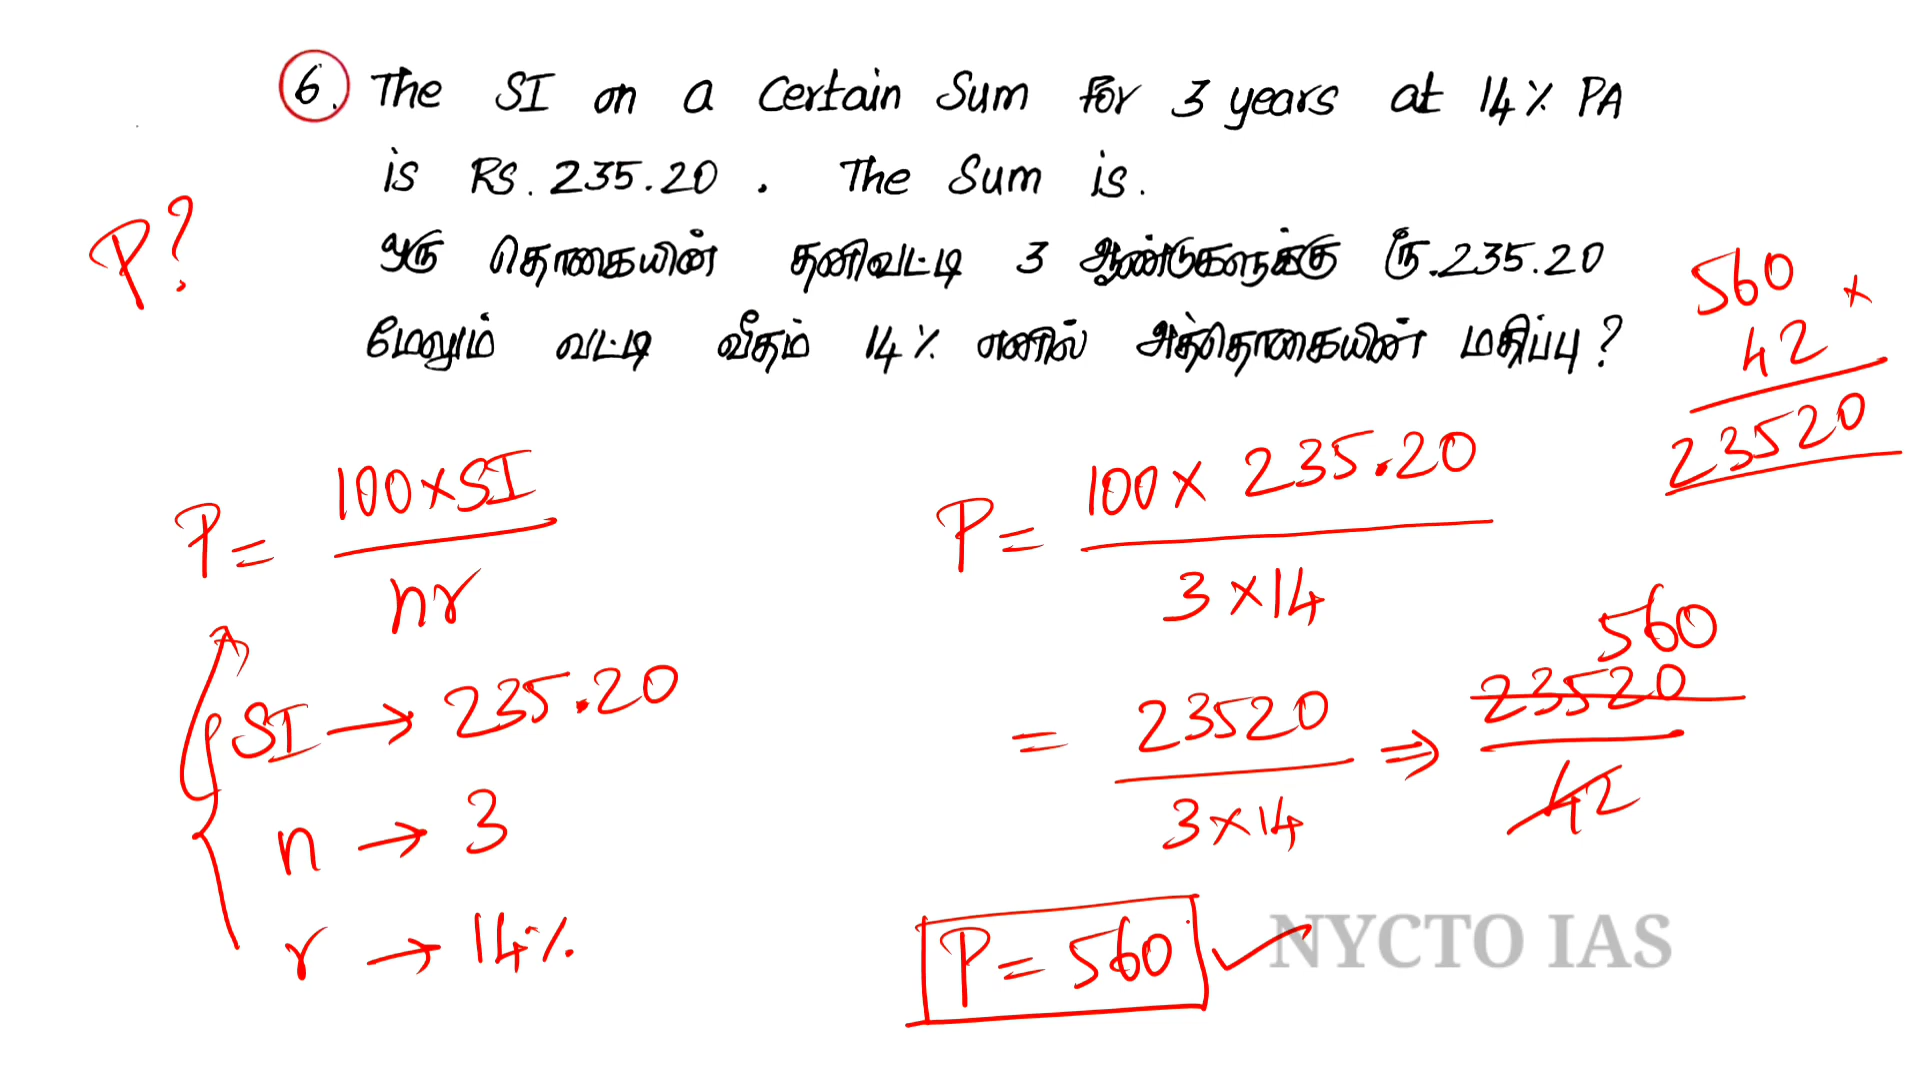 6. The SI on a Certain Sum for 3 years at 14% PA
is Rs. 235.20 . The Sum is.
ஒரு தொகையின் தனிவட்டி 3 ஆண்டுகளுக்கு ரூ.235.20
மேலும் வட்டி வீதம் 14% எனில் அத்தொகையின் மதிப்பு?
P?
560 ×
42
23520
P = 100×SI
nr
SI → 235.20
n → 3
r → 14%
P = 100 × 235.20
3 ×14
= 23520 ⇒ 23520 560
3×14 42
P = 560 ✓
NYCTO IAS